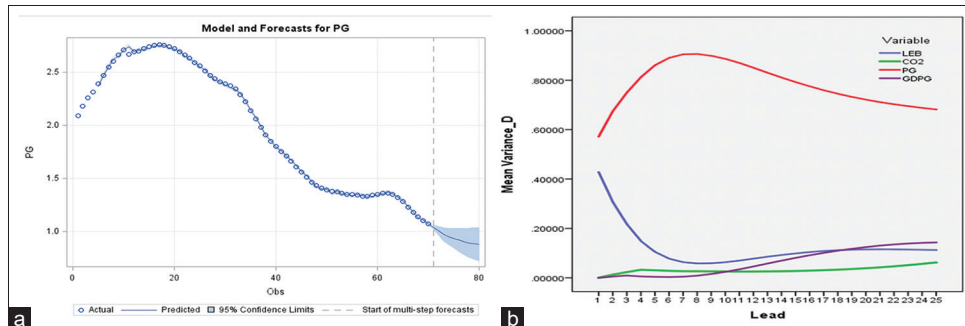 Model and Forecasts for PG
PG
2.5
2.0
1.5
1.0
0
20
40
60
80
Obs
Actual
Predicted
95% Confidence Limits
Start of multi-step forecasts
a
Mean Variance_D
1.00000
.80000
.60000
.40000
.20000
.00000
1 2 3 4 5 6 7 8 9 10 11 12 13 14 15 16 17 18 19 20 21 22 23 24 25
Lead
Variable
LEB
CO2
PG
GDPG
b